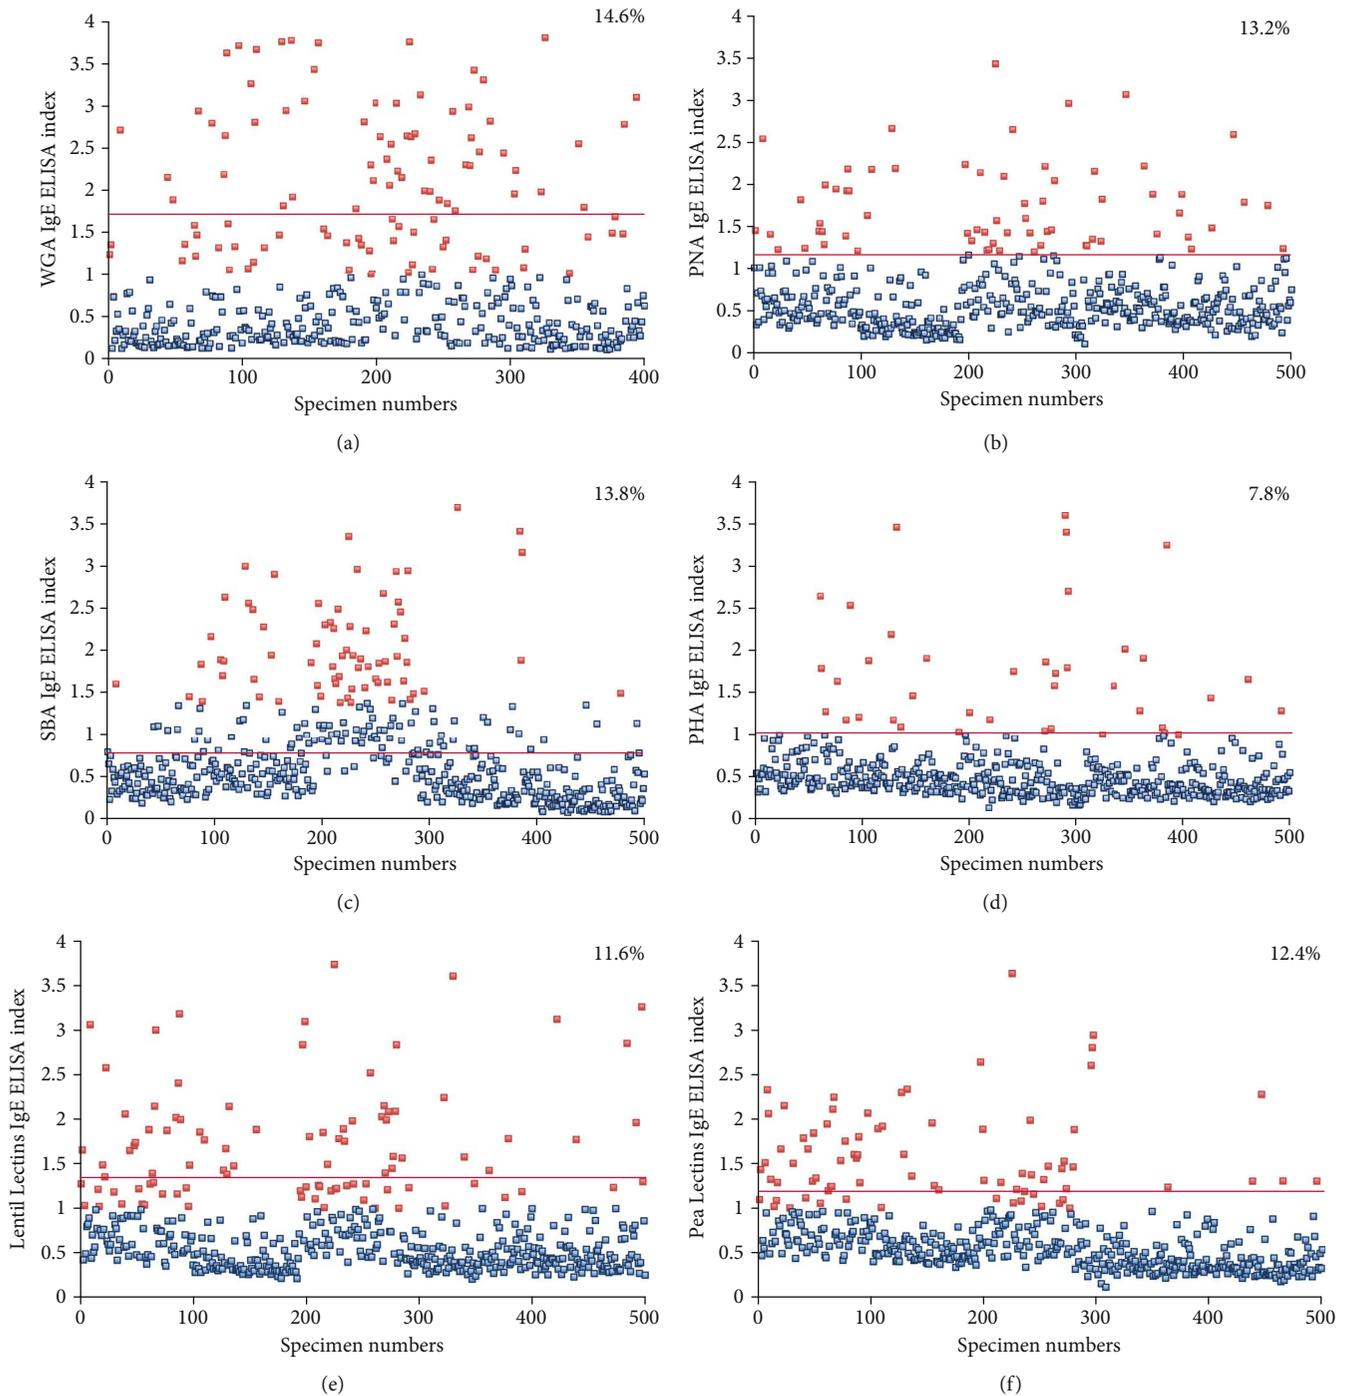 14.6%
WGA IgE ELISA index
4
3.5
3
2.5
2
1.5
1
0.5
0
0 100 200 300 400
Specimen numbers
(a)
13.2%
PNA IgE ELISA index
4
3.5
3
2.5
2
1.5
1
0.5
0
0 100 200 300 400 500
Specimen numbers
(b)
13.8%
SBA IgE ELISA index
4
3.5
3
2.5
2
1.5
1
0.5
0
0 100 200 300 400 500
Specimen numbers
(c)
7.8%
PHA IgE ELISA index
4
3.5
3
2.5
2
1.5
1
0.5
0
0 100 200 300 400 500
Specimen numbers
(d)
11.6%
Lentil Lectins IgE ELISA index
4
3.5
3
2.5
2
1.5
1
0.5
0
0 100 200 300 400 500
Specimen numbers
(e)
12.4%
Pea Lectins IgE ELISA index
4
3.5
3
2.5
2
1.5
1
0.5
0
0 100 200 300 400 500
Specimen numbers
(f)